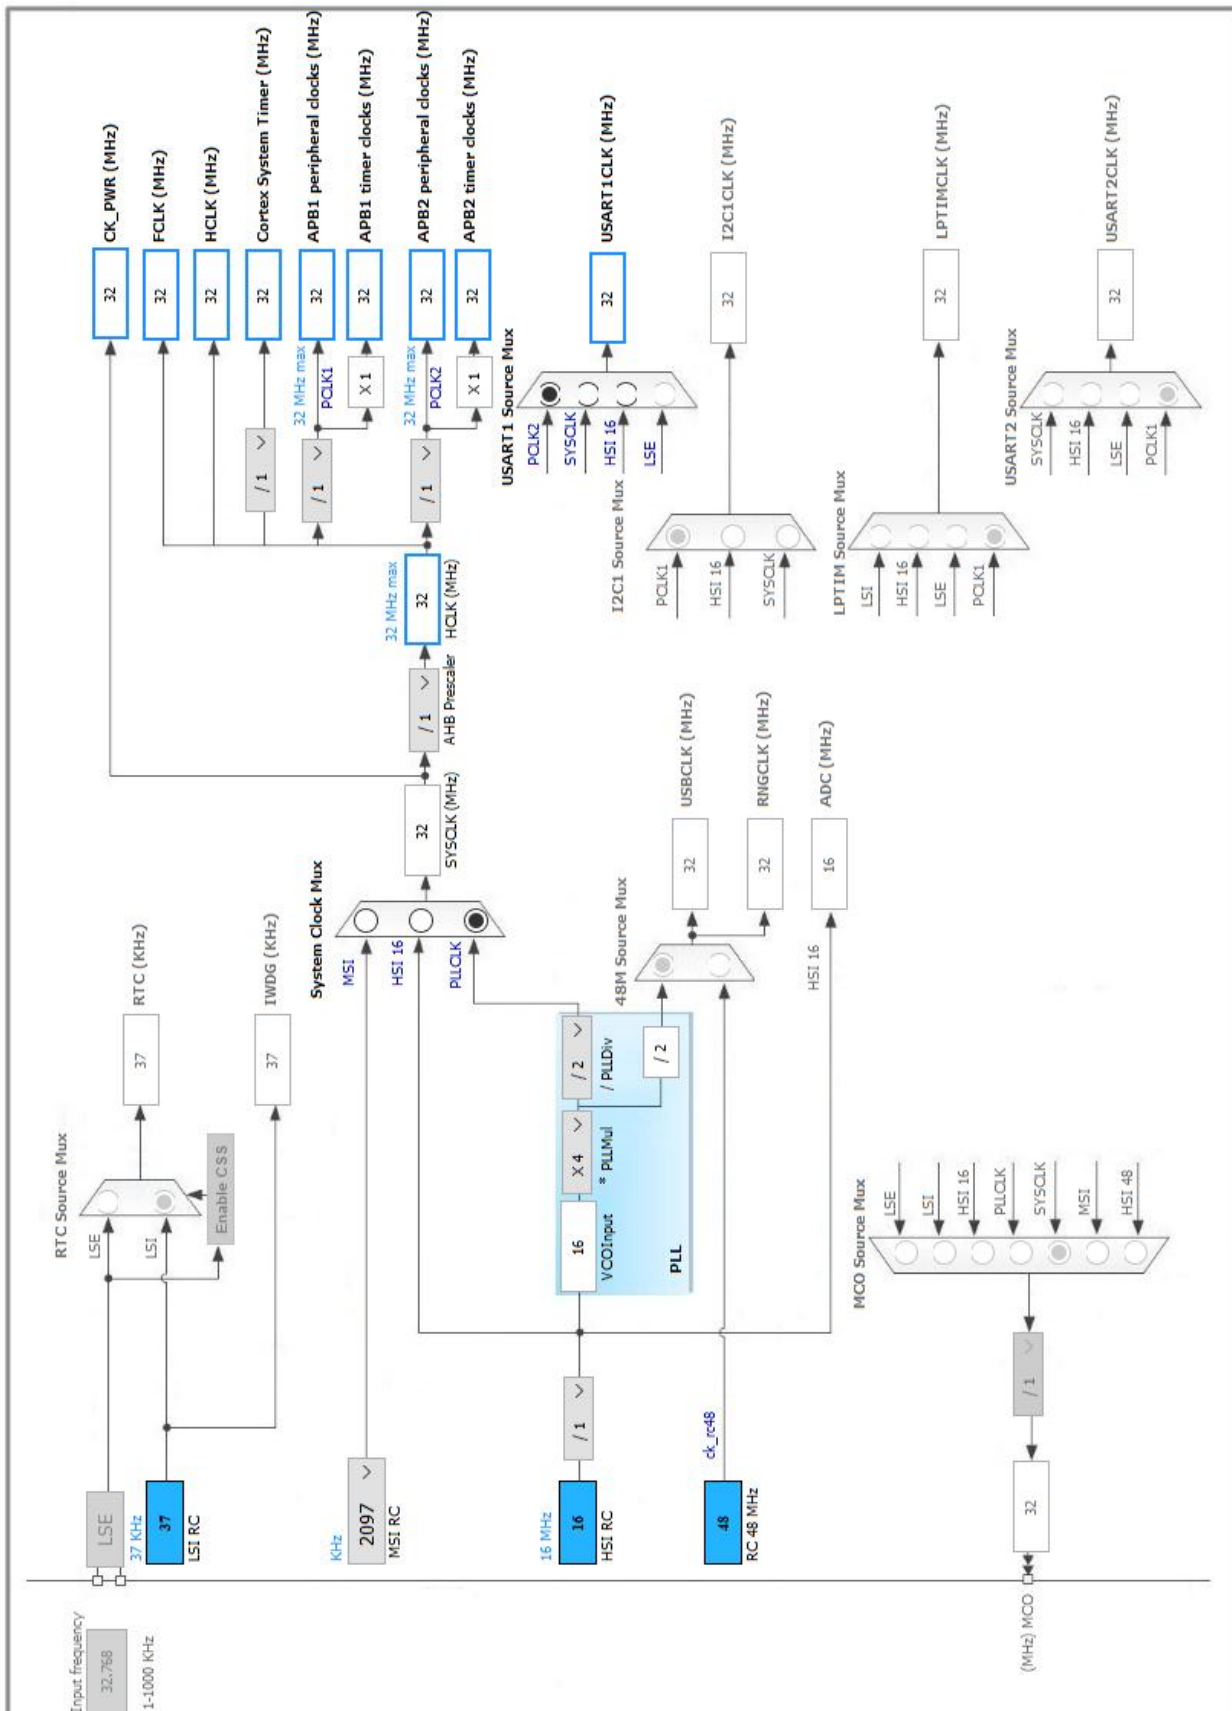 Input frequency
32.768
1-1000 KHz
LSE
37 KHz
37
LSI RC
RTC Source Mux
LSE
LSI
Enable CSS
37
RTC (KHz)
37
IWDG (KHz)
KHz
2097
MSI RC
16 MHz
16
HSI RC
/ 1
48
RC 48 MHz
ck_rc48
16
VCOInput
X 4
* PLLMul
/ 2
/ PLLDiv
/ 2
PLL
System Clock Mux
MSI
HSI 16
PLLCLK
32
SYSCLK (MHz)
/ 1
AHB Prescaler
32 MHz max
32
HCLK (MHz)
32
CK_PWR (MHz)
32
FCLK (MHz)
32
HCLK (MHz)
/ 1
32
Cortex System Timer (MHz)
/ 1
32 MHz max
PCLK1
32
APB1 peripheral clocks (MHz)
X 1
32
APB1 timer clocks (MHz)
/ 1
32 MHz max
PCLK2
32
APB2 peripheral clocks (MHz)
X 1
32
APB2 timer clocks (MHz)
48M Source Mux
32
USBCLK (MHz)
32
RNGCLK (MHz)
HSI 16
16
ADC (MHz)
USART1 Source Mux
PCLK2
SYSCLK
HSI 16
LSE
32
USART1CLK (MHz)
I2C1 Source Mux
PCLK1
HSI 16
SYSCLK
32
I2C1CLK (MHz)
LPTIM Source Mux
LSI
HSI 16
LSE
PCLK1
32
LPTIMCLK (MHz)
USART2 Source Mux
SYSCLK
HSI 16
LSE
PCLK1
32
USART2CLK (MHz)
MCO Source Mux
LSE
LSI
HSI 16
PLLCLK
SYSCLK
MSI
HSI 48
/ 1
32
(MHz) MCO